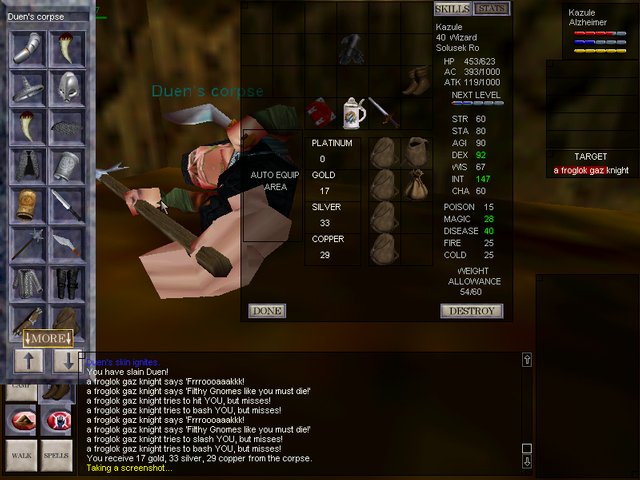 Duen's corpse
7
SKILLS STATS
Kazule
40 Wizard
Solusek Ro
HP 453/623
AC 393/1000
ATK 119/1000
NEXT LEVEL
STR 60
STA 80
AGI 90
DEX 92
WIS 67
INT 147
CHA 60
POISON 15
MAGIC 28
DISEASE 40
FIRE 25
COLD 25
WEIGHT
ALLOWANCE
54/60
DESTROY
Kazule
Alzheimer
TARGET
a froglok gaz knight
Duen's corpse
AUTO EQUIP
AREA
PLATINUM
0
GOLD
17
SILVER
33
COPPER
29
DONE
MORE
CAMP
WALK SPELLS
Duen's skin ignites.
You have slain Duen!
a froglok gaz knight says 'Frrroooaaakkk!
a froglok gaz knight says 'Filthy Gnomes like you must die!'
a froglok gaz knight tries to hit YOU, but misses!
a froglok gaz knight tries to bash YOU, but misses!
a froglok gaz knight says 'Frrroooaaakkk!
a froglok gaz knight says 'Filthy Gnomes like you must die!'
a froglok gaz knight tries to slash YOU, but misses!
a froglok gaz knight tries to bash YOU, but misses!
You receive 17 gold, 33 silver, 29 copper from the corpse.
Taking a screenshot...